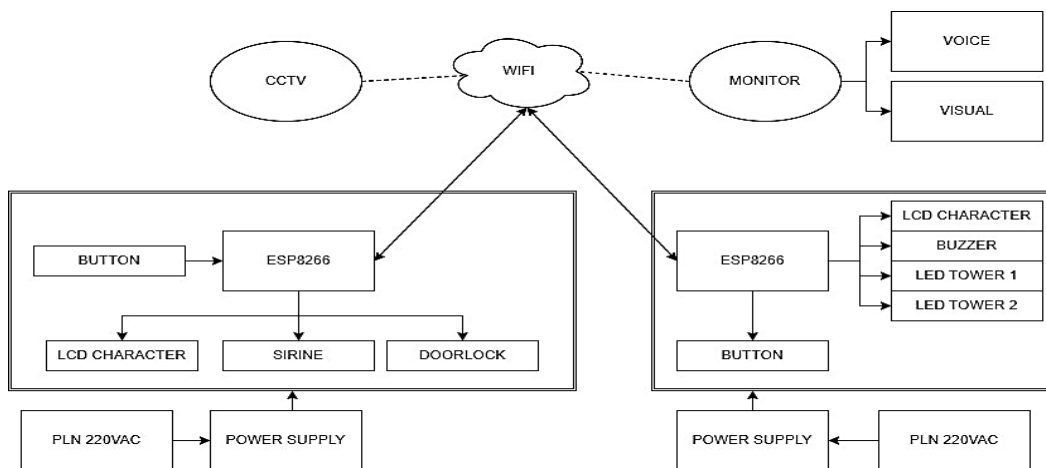 VOICE
CCTV
WIFI
MONITOR
VISUAL
BUTTON
ESP8266
LCD CHARACTER
SIRINE
DOORLOCK
PLN 220VAC
POWER SUPPLY
ESP8266
LCD CHARACTER
BUZZER
LED TOWER 1
LED TOWER 2
BUTTON
POWER SUPPLY
PLN 220VAC